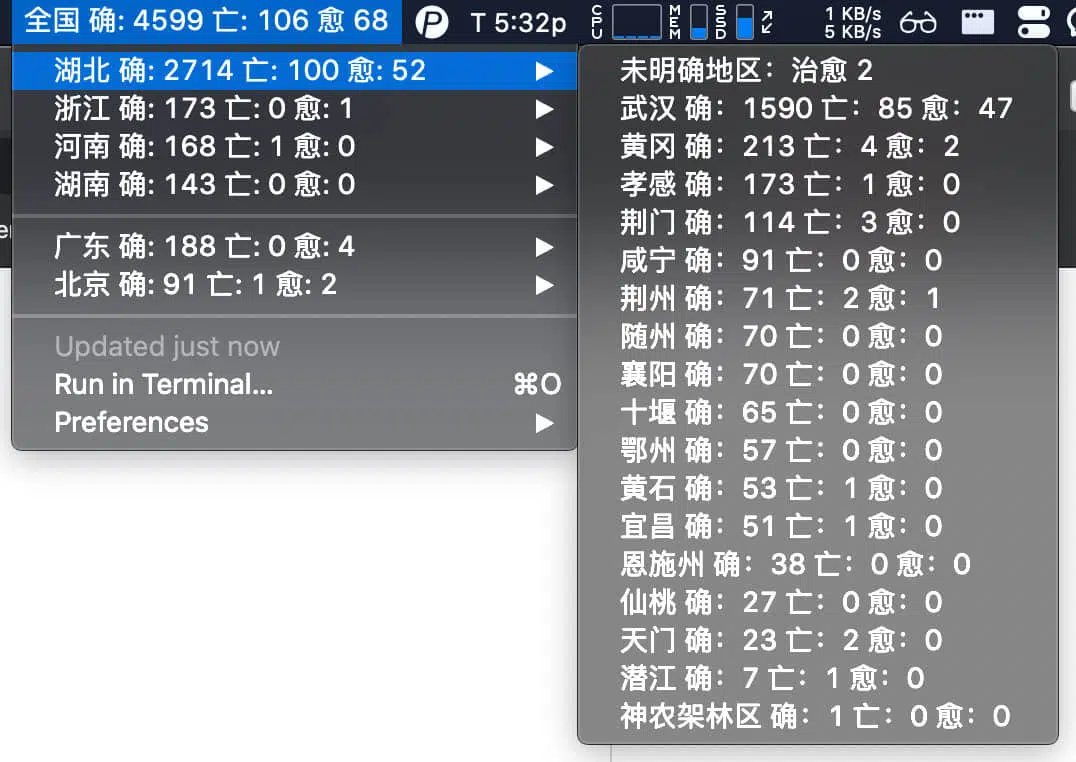 全国 确: 4599 亡: 106 愈 68
T 5:32p
CPU
MEM
SSD
1 KB/s
5 KB/s
湖北 确: 2714 亡: 100 愈: 52
浙江 确: 173 亡: 0 愈: 1
河南 确: 168 亡: 1 愈: 0
湖南 确: 143 亡: 0 愈: 0
广东 确: 188 亡: 0 愈: 4
北京 确: 91 亡: 1 愈: 2
Updated just now
Run in Terminal... ⌘O
Preferences
未明确地区：治愈 2
武汉 确：1590 亡：85 愈：47
黄冈 确：213 亡：4 愈：2
孝感 确：173 亡：1 愈：0
荆门 确：114 亡：3 愈：0
咸宁 确：91 亡：0 愈：0
荆州 确：71 亡：2 愈：1
随州 确：70 亡：0 愈：0
襄阳 确：70 亡：0 愈：0
十堰 确：65 亡：0 愈：0
鄂州 确：57 亡：0 愈：0
黄石 确：53 亡：1 愈：0
宜昌 确：51 亡：1 愈：0
恩施州 确：38 亡：0 愈：0
仙桃 确：27 亡：0 愈：0
天门 确：23 亡：2 愈：0
潜江 确：7 亡：1 愈：0
神农架林区 确：1 亡：0 愈：0